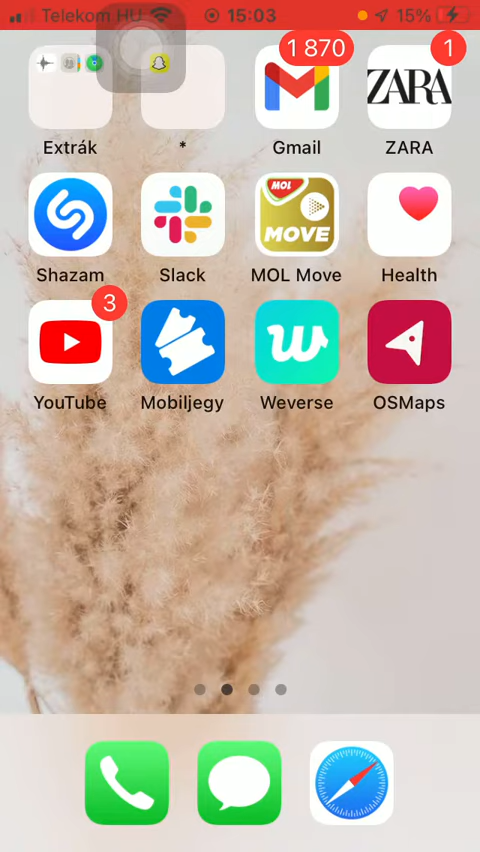 Telekom HU 15:03 15%
1 870 1
ZARA
Extrák * Gmail ZARA
MOL
MOVE
Shazam Slack MOL Move Health
3
w
YouTube Mobiljegy Weverse OSMaps